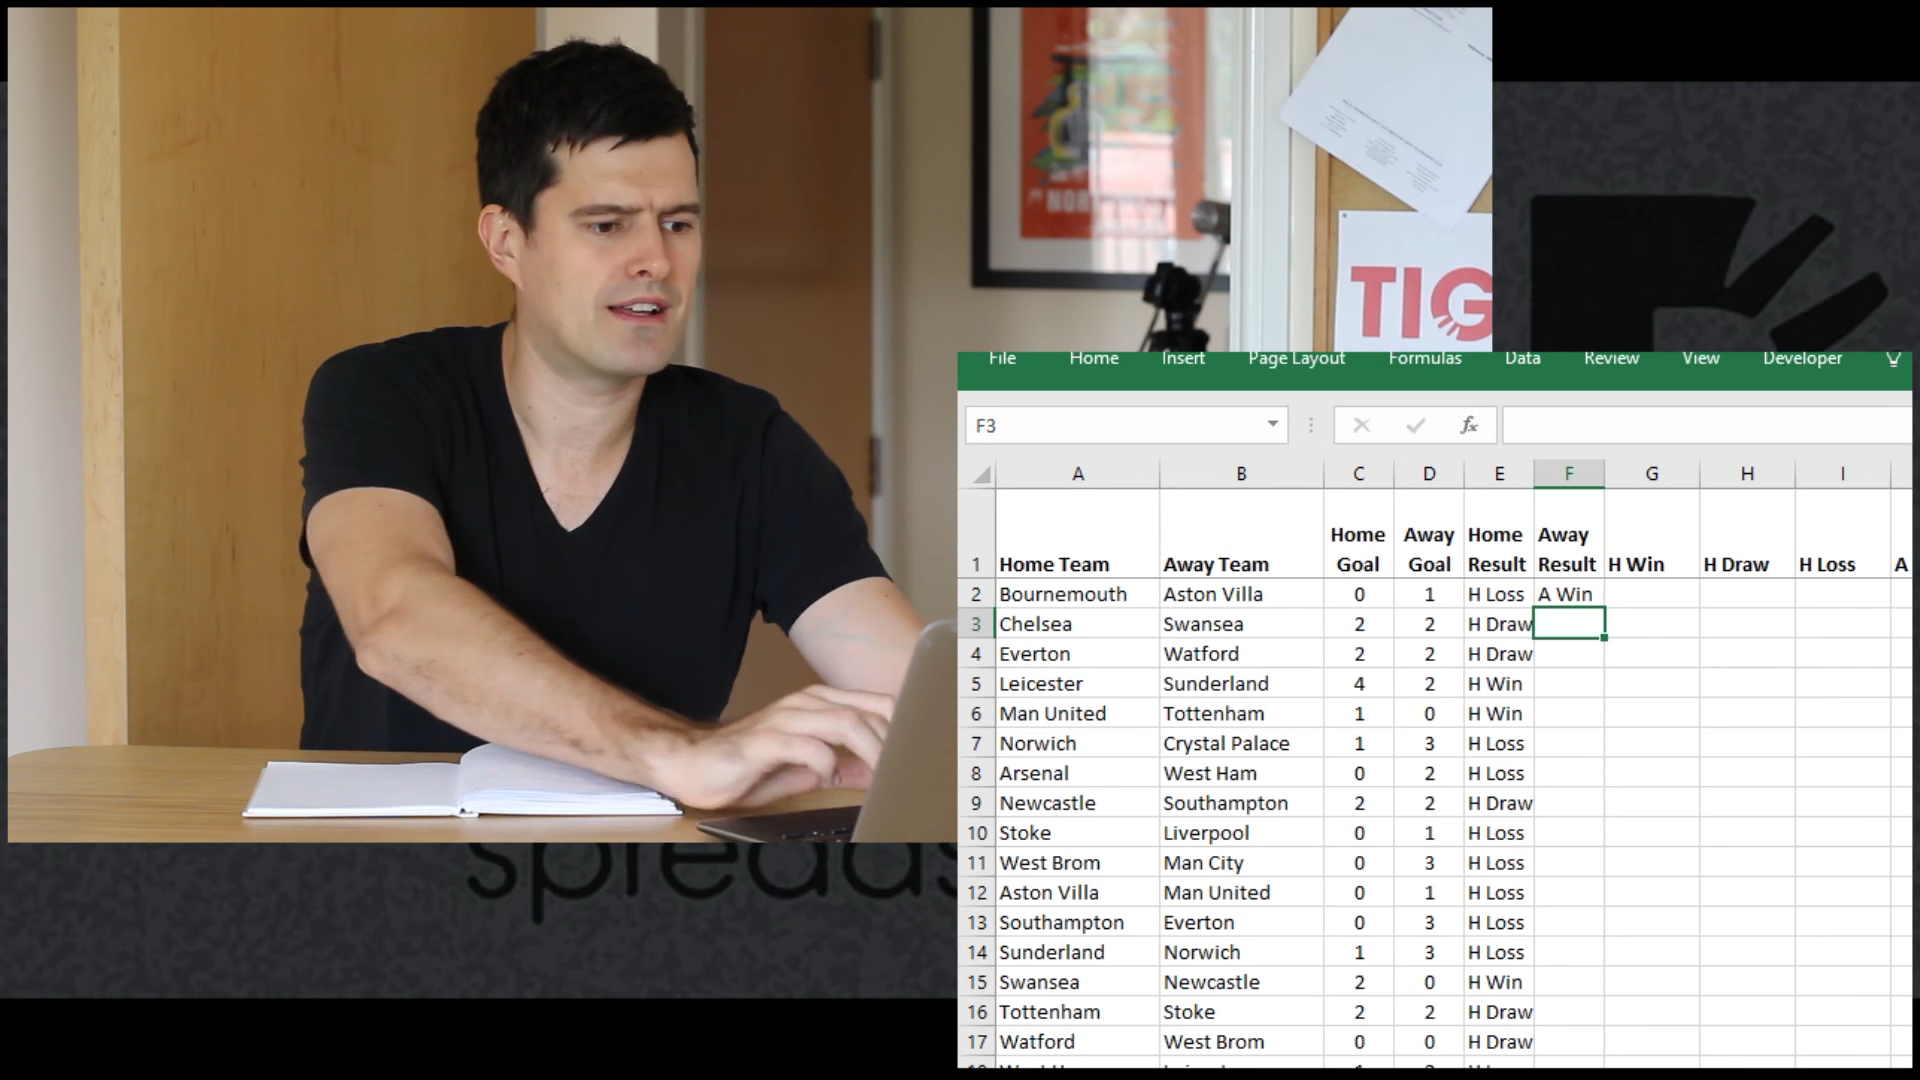 NOR
TIG
File Home Insert Page Layout Formulas Data Review View Developer
F3 fx
A B C D E F G H I
1 Home Team Away Team Home Goal Away Goal Home Result Away Result H Win H Draw H Loss A
2 Bournemouth Aston Villa 0 1 H Loss A Win
3 Chelsea Swansea 2 2 H Draw
4 Everton Watford 2 2 H Draw
5 Leicester Sunderland 4 2 H Win
6 Man United Tottenham 1 0 H Win
7 Norwich Crystal Palace 1 3 H Loss
8 Arsenal West Ham 0 2 H Loss
9 Newcastle Southampton 2 2 H Draw
10 Stoke Liverpool 0 1 H Loss
11 West Brom Man City 0 3 H Loss
12 Aston Villa Man United 0 1 H Loss
13 Southampton Everton 0 3 H Loss
14 Sunderland Norwich 1 3 H Loss
15 Swansea Newcastle 2 0 H Win
16 Tottenham Stoke 2 2 H Draw
17 Watford West Brom 0 0 H Draw
spreads